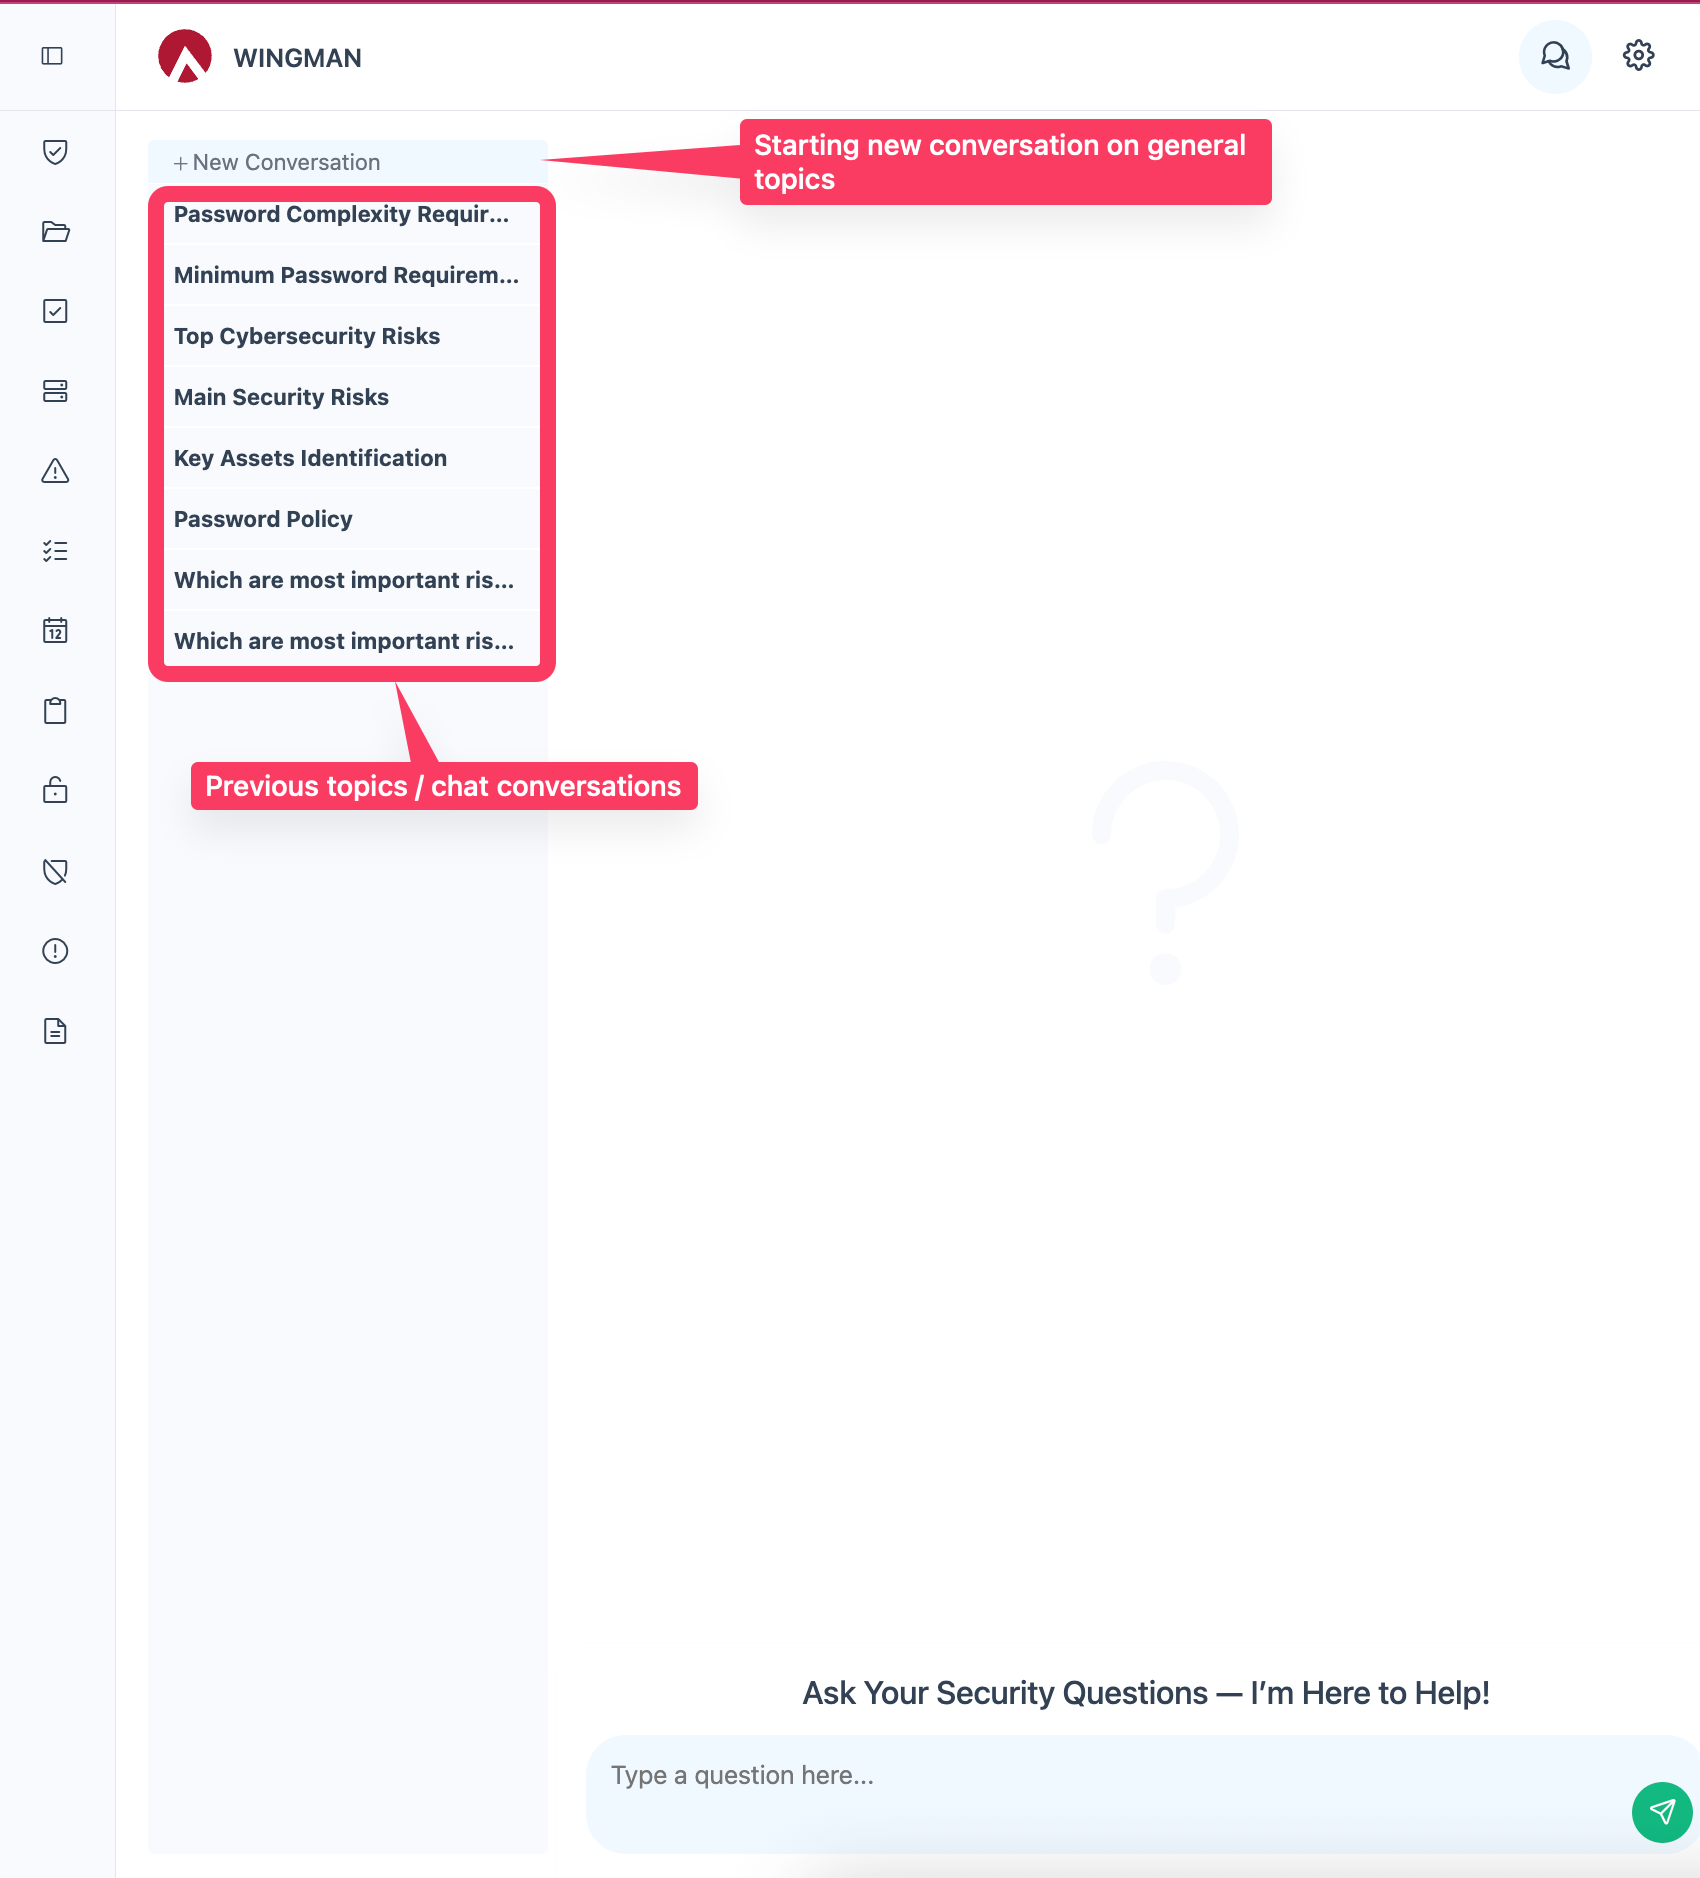 WINGMAN
+ New Conversation
Starting new conversation on general
topics
Password Complexity Requir...
Minimum Password Requirem...
Top Cybersecurity Risks
Main Security Risks
Key Assets Identification
Password Policy
Which are most important ris...
Which are most important ris...
Previous topics / chat conversations
12
?
Ask Your Security Questions — I’m Here to Help!
Type a question here...